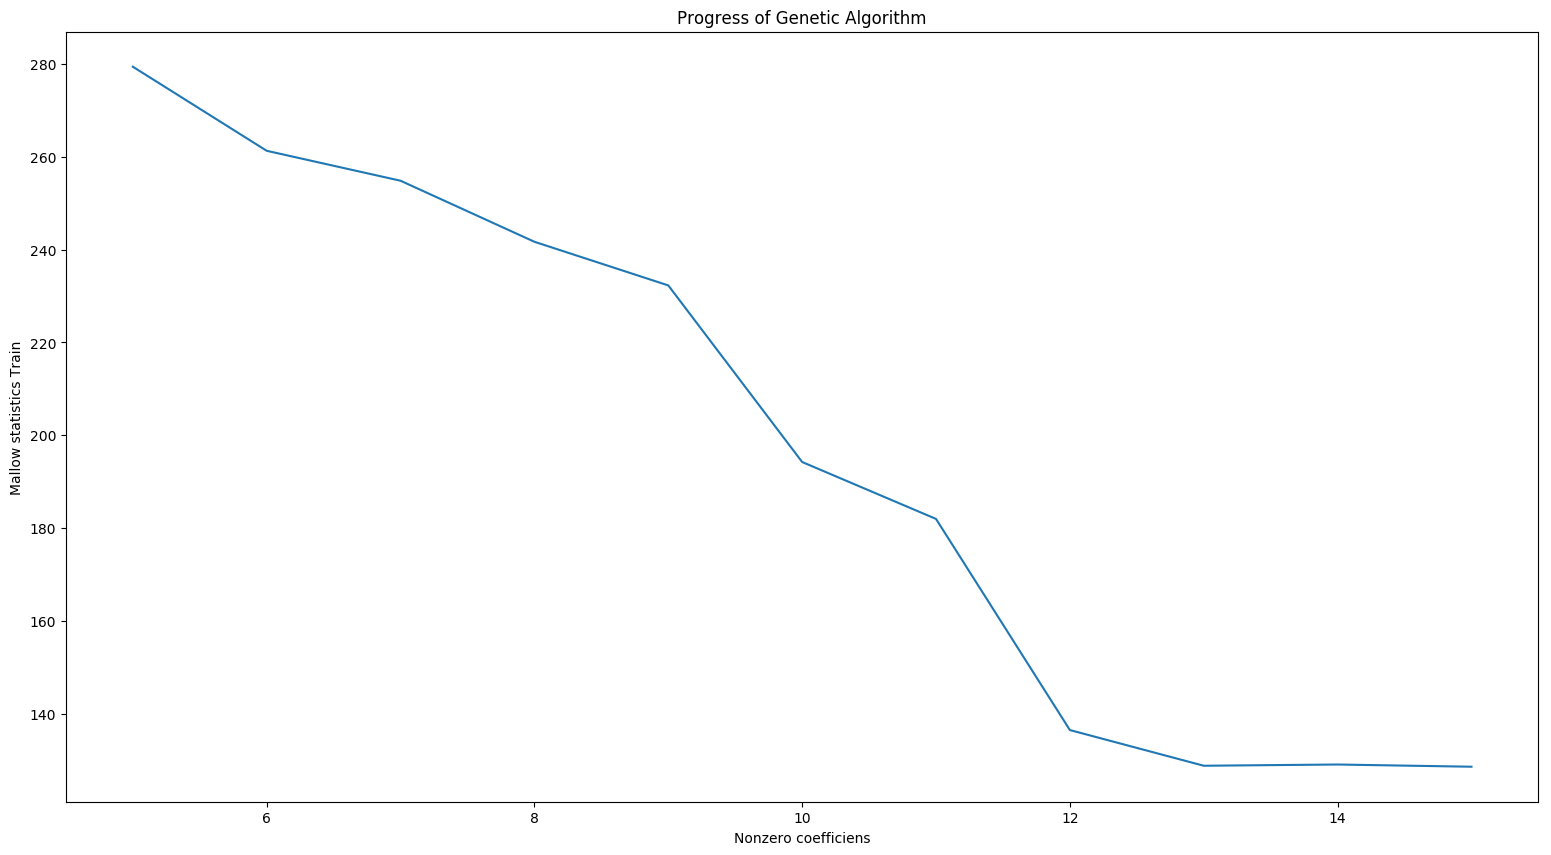 Progress of Genetic Algorithm
280
260
240
220
200
180
160
140
Mallow statistics Train
6 8 10 12 14
Nonzero coefficiens